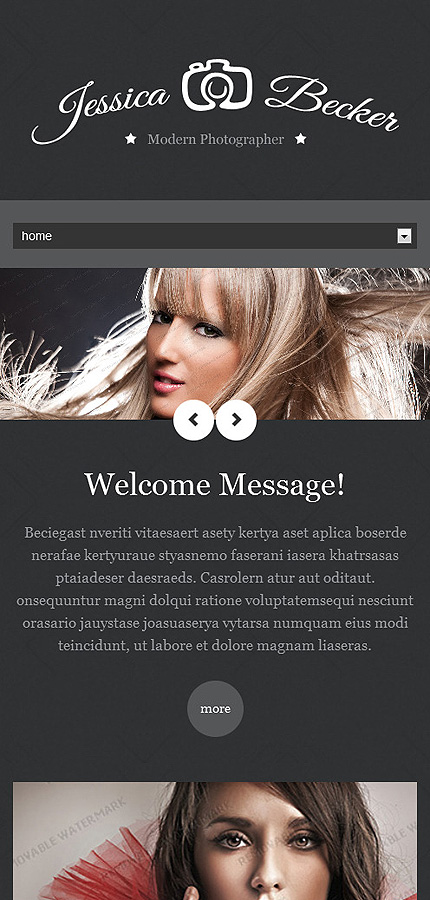 Jessica Becker
Modern Photographer
home
Welcome Message!
Beciegast nveriti vitaesaert asety kertya aset aplica boserde
nerafae kertyuraue styasnemo faserani iasera khatrsasas
ptaiadeser daesraeds. Casrolern atur aut oditaut.
onsequuntur magni dolqui ratione voluptatemsequi nesciunt
orasario jauystase joasuaserya vytarsa numquam eius modi
teincidunt, ut labore et dolore magnam liaseras.
more
MOVABLE WATERMARK